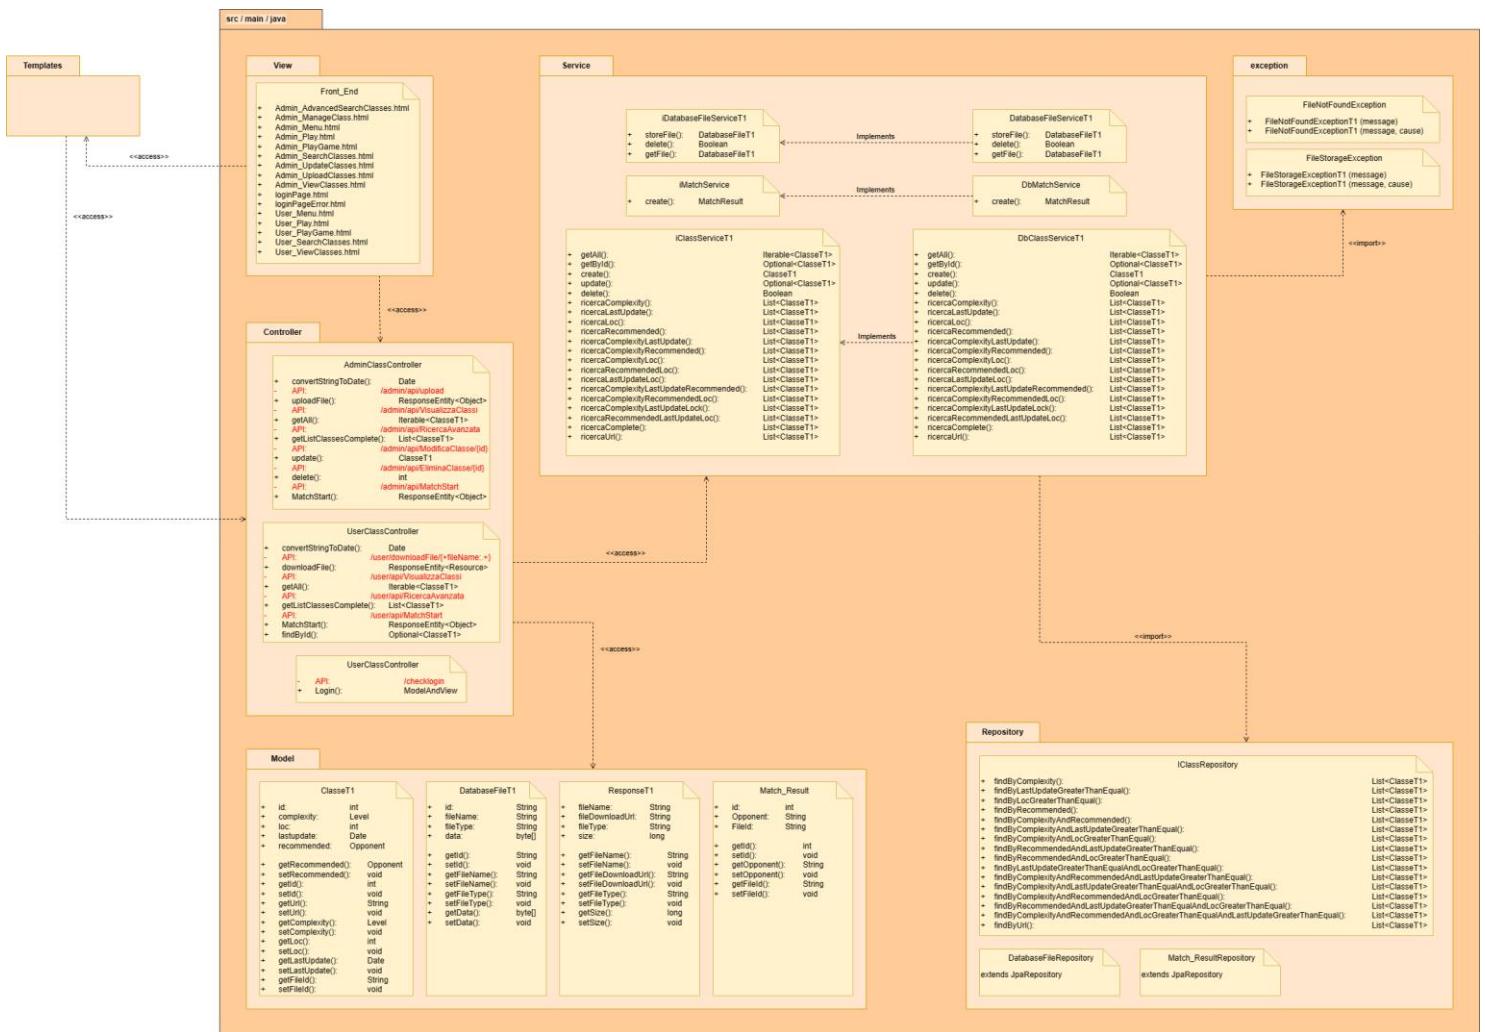 src / main / java
Templates
<<access>>
<<access>>
View
Front_End
+ Admin_AdvancedSearchClasses.html
+ Admin_ManageClass.html
+ Admin_Menu.html
+ Admin_Play.html
+ Admin_PlayGame.html
+ Admin_SearchClasses.html
+ Admin_UpdateClasses.html
+ Admin_UploadClasses.html
+ Admin_ViewClasses.html
+ loginPage.html
+ loginPageError.html
+ User_Menu.html
+ User_Play.html
+ User_PlayGame.html
+ User_SearchClasses.html
+ User_ViewClasses.html
<<access>>
Controller
AdminClassController
+ convertStringToDate(): Date
- API: /admin/api/upload
+ uploadFile(): ResponseEntity<Object>
- API: /admin/api/VisualizzaClassi
+ getAll(): Iterable<ClasseT1>
- API: /admin/api/RicercaAvanzata
+ getListClassesComplete(): List<ClasseT1>
- API: /admin/api/ModificaClasse/{id}
+ update(): ClasseT1
- API: /admin/api/EliminaClasse/{id}
+ delete(): int
- API: /admin/api/MatchStart
+ MatchStart(): ResponseEntity<Object>
UserClassController
+ convertStringToDate(): Date
- API: /user/downloadFile/{+fileName:.+}
+ downloadFile(): ResponseEntity<Resource>
- API: /user/api/VisualizzaClassi
+ getAll(): Iterable<ClasseT1>
- API: /user/api/RicercaAvanzata
+ getListClassesComplete(): List<ClasseT1>
- API: /user/api/MatchStart
+ MatchStart(): ResponseEntity<Object>
+ findById(): Optional<ClasseT1>
UserClassController
- API: /checklogin
+ Login(): ModelAndView
<<access>>
<<access>>
Service
iDatabaseFileServiceT1
+ storeFile(): DatabaseFileT1
+ delete(): Boolean
+ getFile(): DatabaseFileT1
Implements
DatabaseFileServiceT1
+ storeFile(): DatabaseFileT1
+ delete(): Boolean
+ getFile(): DatabaseFileT1
iMatchService
+ create(): MatchResult
Implements
DbMatchService
+ create(): MatchResult
iClassServiceT1
+ getAll(): Iterable<ClasseT1>
+ getById(): Optional<ClasseT1>
+ create(): ClasseT1
+ update(): Optional<ClasseT1>
+ delete(): Boolean
+ ricercaComplexity(): List<ClasseT1>
+ ricercaLastUpdate(): List<ClasseT1>
+ ricercaLoc(): List<ClasseT1>
+ ricercaRecommended(): List<ClasseT1>
+ ricercaComplexityLastUpdate(): List<ClasseT1>
+ ricercaComplexityRecommended(): List<ClasseT1>
+ ricercaComplexityLoc(): List<ClasseT1>
+ ricercaRecommendedLoc(): List<ClasseT1>
+ ricercaLastUpdateLoc(): List<ClasseT1>
+ ricercaComplexityLastUpdateRecommended(): List<ClasseT1>
+ ricercaComplexityRecommendedLoc(): List<ClasseT1>
+ ricercaComplexityLastUpdateLock(): List<ClasseT1>
+ ricercaRecommendedLastUpdateLoc(): List<ClasseT1>
+ ricercaComplete(): List<ClasseT1>
+ ricercaUrl(): List<ClasseT1>
Implements
DbClassServiceT1
+ getAll(): Iterable<ClasseT1>
+ getById(): Optional<ClasseT1>
+ create(): ClasseT1
+ update(): Optional<ClasseT1>
+ delete(): Boolean
+ ricercaComplexity(): List<ClasseT1>
+ ricercaLastUpdate(): List<ClasseT1>
+ ricercaLoc(): List<ClasseT1>
+ ricercaRecommended(): List<ClasseT1>
+ ricercaComplexityLastUpdate(): List<ClasseT1>
+ ricercaComplexityRecommended(): List<ClasseT1>
+ ricercaComplexityLoc(): List<ClasseT1>
+ ricercaRecommendedLoc(): List<ClasseT1>
+ ricercaLastUpdateLoc(): List<ClasseT1>
+ ricercaComplexityLastUpdateRecommended(): List<ClasseT1>
+ ricercaComplexityRecommendedLoc(): List<ClasseT1>
+ ricercaComplexityLastUpdateLock(): List<ClasseT1>
+ ricercaRecommendedLastUpdateLoc(): List<ClasseT1>
+ ricercaComplete(): List<ClasseT1>
+ ricercaUrl(): List<ClasseT1>
exception
FileNotFoundException
+ FileNotFoundExceptionT1 (message)
+ FileNotFoundExceptionT1 (message, cause)
FileStorageException
+ FileStorageExceptionT1 (message)
+ FileStorageExceptionT1 (message, cause)
<<import>>
<<import>>
Model
ClasseT1
+ id: int
+ complexity: Level
+ loc: int
+ lastupdate: Date
+ recommended: Opponent
+ getRecommended(): Opponent
+ setRecommended(): void
+ getId(): int
+ setId(): void
+ getUrl(): String
+ setUrl(): void
+ getComplexity(): Level
+ setComplexity(): void
+ getLoc(): int
+ setLoc(): void
+ getLastUpdate(): Date
+ setLastUpdate(): void
+ getFileId(): String
+ setFileId(): void
DatabaseFileT1
+ id: String
+ fileName: String
+ fileType: String
+ data: byte[]
+ getId(): String
+ setId(): void
+ getFileName(): String
+ setFileName(): void
+ getFileType(): String
+ setFileType(): void
+ getData(): byte[]
+ setData(): void
ResponseT1
+ fileName: String
+ fileDownloadUrl: String
+ fileType: String
+ size: long
+ getFileName(): String
+ setFileName(): void
+ getFileDownloadUrl(): String
+ setFileDownloadUrl(): void
+ getFileType(): String
+ setFileType(): void
+ getSize(): long
+ setSize(): void
Match_Result
+ id: int
+ Opponent: String
+ FileId: String
+ getId(): int
+ setId(): void
+ getOpponent(): String
+ setOpponent(): void
+ getFileId(): String
+ setFileId(): void
Repository
IClassRepository
+ findByComplexity(): List<ClasseT1>
+ findByLastUpdateGreaterThanEqual(): List<ClasseT1>
+ findByLocGreaterThanEqual(): List<ClasseT1>
+ findByRecommended(): List<ClasseT1>
+ findByComplexityAndRecommended(): List<ClasseT1>
+ findByComplexityAndLastUpdateGreaterThanEqual(): List<ClasseT1>
+ findByComplexityAndLocGreaterThanEqual(): List<ClasseT1>
+ findByRecommendedAndLastUpdateGreaterThanEqual(): List<ClasseT1>
+ findByRecommendedAndLocGreaterThanEqual(): List<ClasseT1>
+ findByLastUpdateGreaterThanEqualAndLocGreaterThanEqual(): List<ClasseT1>
+ findByComplexityAndRecommendedAndLastUpdateGreaterThanEqual(): List<ClasseT1>
+ findByComplexityAndLastUpdateGreaterThanEqualAndLocGreaterThanEqual(): List<ClasseT1>
+ findByComplexityAndRecommendedAndLocGreaterThanEqual(): List<ClasseT1>
+ findByRecommendedAndLastUpdateGreaterThanEqualAndLocGreaterThanEqual(): List<ClasseT1>
+ findByComplexityAndRecommendedAndLocGreaterThanEqualAndLastUpdateGreaterThanEqual(): List<ClasseT1>
+ findByUrl(): List<ClasseT1>
DatabaseFileRepository
extends JpaRepository
Match_ResultRepository
extends JpaRepository